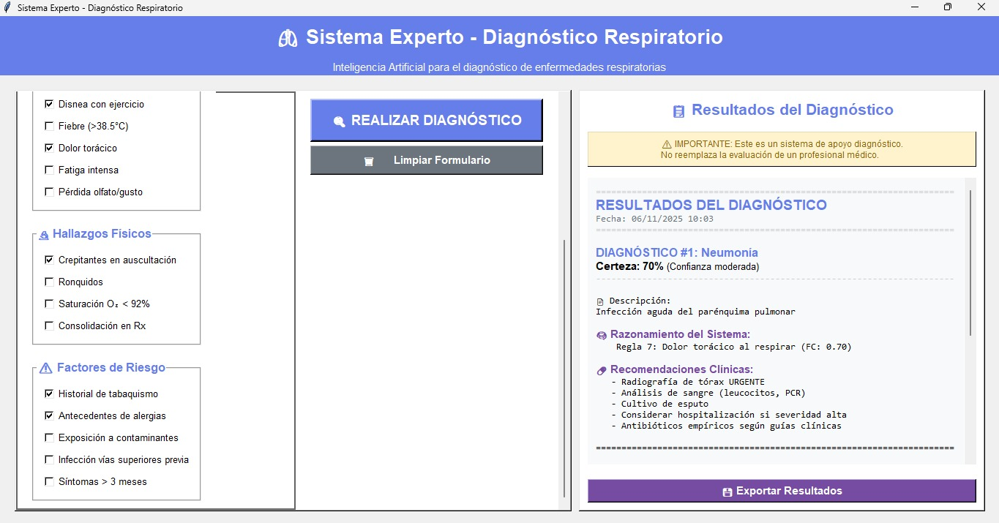 Sistema Experto - Diagnóstico Respiratorio
Sistema Experto - Diagnóstico Respiratorio
Inteligencia Artificial para el diagnóstico de enfermedades respiratorias
Disnea con ejercicio
Fiebre (>38.5°C)
Dolor torácico
Fatiga intensa
Pérdida olfato/gusto
Hallazgos Físicos
Crepitantes en auscultación
Ronquidos
Saturación O₂ < 92%
Consolidación en Rx
Factores de Riesgo
Historial de tabaquismo
Antecedentes de alergias
Exposición a contaminantes
Infección vías superiores previa
Síntomas > 3 meses
REALIZAR DIAGNÓSTICO
Limpiar Formulario
Resultados del Diagnóstico
IMPORTANTE: Este es un sistema de apoyo diagnóstico.
No reemplaza la evaluación de un profesional médico.
======================================================================
RESULTADOS DEL DIAGNÓSTICO
Fecha: 06/11/2025 10:03
======================================================================
DIAGNÓSTICO #1: Neumonía
Certeza: 70% (Confianza moderada)
----------------------------------------------------------------------
Descripción:
Infección aguda del parénquima pulmonar
Razonamiento del Sistema:
Regla 7: Dolor torácico al respirar (FC: 0.70)
Recomendaciones Clínicas:
- Radiografía de tórax URGENTE
- Análisis de sangre (leucocitos, PCR)
- Cultivo de esputo
- Considerar hospitalización si severidad alta
- Antibióticos empíricos según guías clínicas
======================================================================
Exportar Resultados